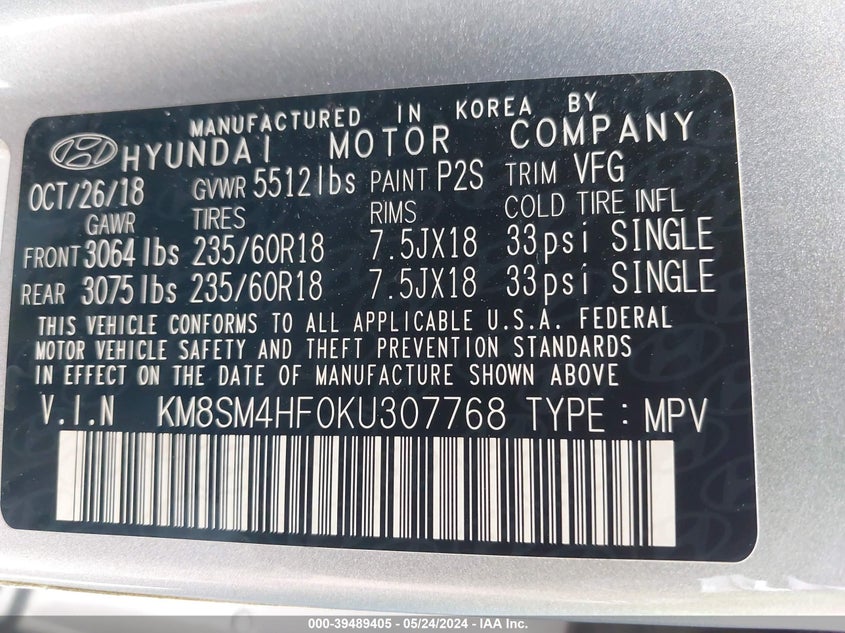 MANUFACTURED IN KOREA BY
HYUNDAI MOTOR COMPANY
OCT/26/18 GVWR 5512lbs PAINT P2S TRIM VFG
GAWR TIRES RIMS COLD TIRE INFL
FRONT 3064lbs 235/60R18 7.5JX18 33psi SINGLE
REAR 3075lbs 235/60R18 7.5JX18 33psi SINGLE
THIS VEHICLE CONFORMS TO ALL APPLICABLE U.S.A. FEDERAL
MOTOR VEHICLE SAFETY AND THEFT PREVENTION STANDARDS
IN EFFECT ON THE DATE OF MANUFACTURE SHOWN ABOVE
V.I.N KM8SM4HF0KU307768 TYPE : MPV
000-39489405 - 05/24/2024 - IAA Inc.